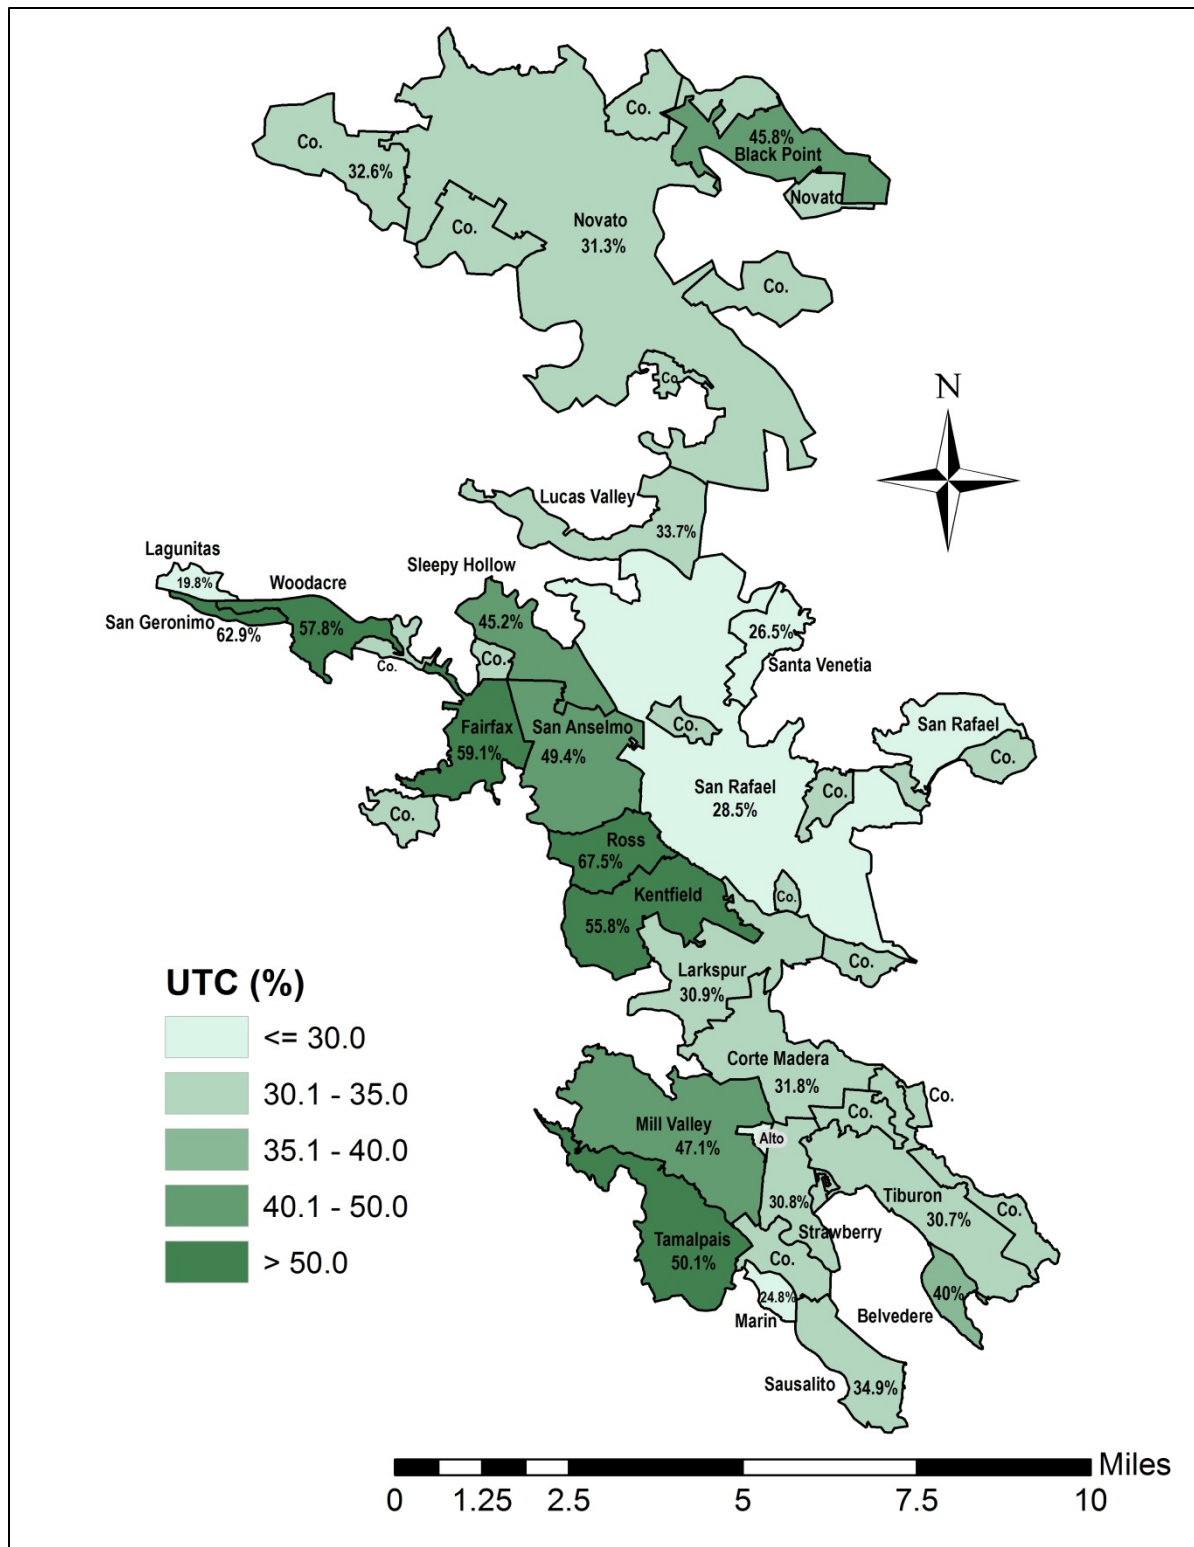 Co.
45.8%
Black Point
Co.
32.6%
Novato
Co.
Novato
31.3%
Co.
Co.
N
Lucas Valley
33.7%
Lagunitas
19.8%
Woodacre
Sleepy Hollow
San Geronimo
62.9%
57.8%
Co.
45.2%
Co.
26.5%
Santa Venetia
Fairfax
59.1%
San Anselmo
49.4%
Co.
San Rafael
Co.
San Rafael
28.5%
Co.
Co.
Ross
67.5%
Kentfield
55.8%
Co.
Co.
Larkspur
30.9%
UTC (%)
<= 30.0
30.1 - 35.0
35.1 - 40.0
40.1 - 50.0
> 50.0
Corte Madera
31.8%
Co.
Co.
Mill Valley
47.1%
Alto
Tiburon
30.7%
Co.
30.8%
Strawberry
Tamalpais
50.1%
Co.
24.8%
Marin
Belvedere
40%
Sausalito
34.9%
Miles
0 1.25 2.5 5 7.5 10